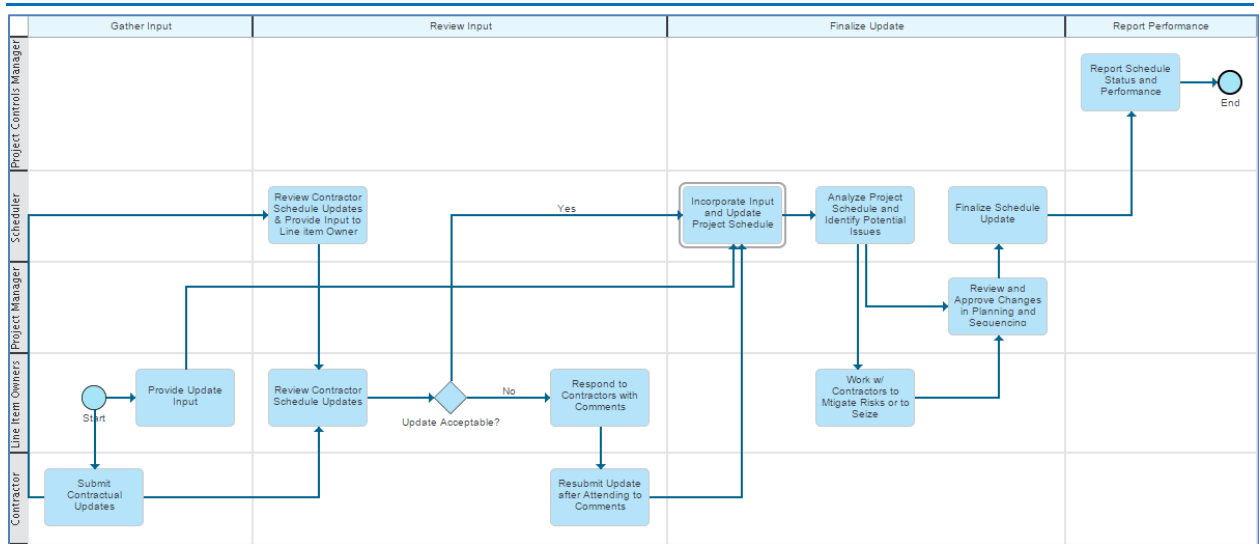 Gather Input
Review Input
Finalize Update
Report Performance
Project Controls Manager
Report Schedule
Status and
Performance
End
Scheduler
Review Contractor
Schedule Updates
& Provide Input to
Line item Owner
Yes
Incorporate Input
and Update
Project Schedule
Analyze Project
Schedule and
Identify Potential
Issues
Finalize Schedule
Update
Project Manager
Review and
Approve Changes
in Planning and
Sequencing
Line Item Owners
Start
Provide Update
Input
Review Contractor
Schedule Updates
Update Acceptable?
No
Respond to
Contractors with
Comments
Work w/
Contractors to
Mtigate Risks or to
Seize
Contractor
Submit
Contractual
Updates
Resubmit Update
after Attending to
Comments